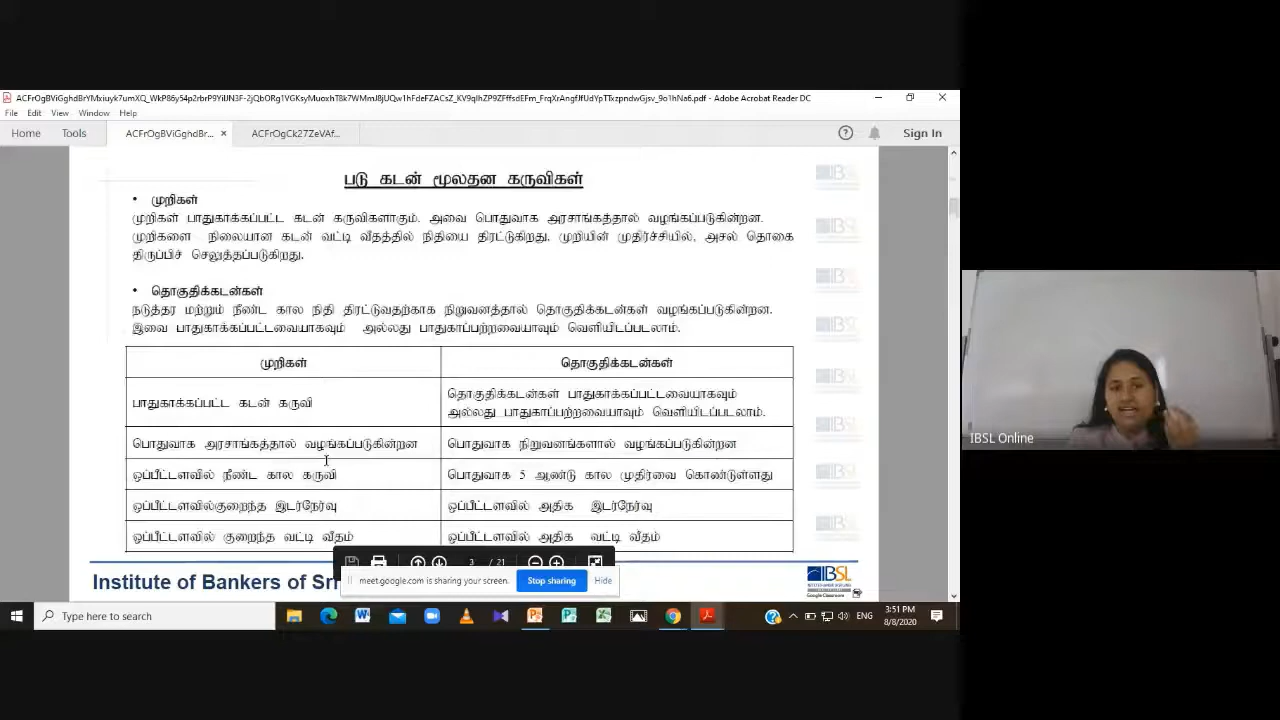 - Adobe Acrobat Reader DC
File Edit View Window Help
Home Tools ACFrOgBViGghdBr... × ACFrOgCk27ZeVAf... Sign In
படு கடன் மூலதன கருவிகள்
• முறிகள்
முறிகள் பாதுகாக்கப்பட்ட கடன் கருவிகளாகும். அவை பொதுவாக அரசாங்கத்தால் வழங்கப்படுகின்றன.
முறிகளை நிலையான கடன் வட்டி வீதத்தில் நிதியை திரட்டுகிறது. முறியின் முதிர்ச்சியில், அசல் தொகை
திருப்பிச் செலுத்தப்படுகிறது.
• தொகுதிக்கடன்கள்
நடுத்தர மற்றும் நீண்ட கால நிதி திரட்டுவதற்காக நிறுவனத்தால் தொகுதிக்கடன்கள் வழங்கப்படுகின்றன.
இவை பாதுகாக்கப்பட்டவையாகவும் அல்லது பாதுகாப்பற்றவையாவும் வெளியிடப்படலாம்.
முறிகள் தொகுதிக்கடன்கள்
பாதுகாக்கப்பட்ட கடன் கருவி
தொகுதிக்கடன்கள் பாதுகாக்கப்பட்டவையாகவும்
அல்லது பாதுகாப்பற்றவையாவும் வெளியிடப்படலாம்.
பொதுவாக அரசாங்கத்தால் வழங்கப்படுகின்றன பொதுவாக நிறுவனங்களால் வழங்கப்படுகின்றன
ஒப்பீட்டளவில் நீண்ட கால கருவி பொதுவாக 5 ஆண்டு கால முதிர்வை கொண்டுள்ளது
ஒப்பீட்டளவில்குறைந்த இடர்நேர்வு ஒப்பீட்டளவில் அதிக இடர்நேர்வு
ஒப்பீட்டளவில் குறைந்த வட்டி வீதம் ஒப்பீட்டளவில் அதிக வட்டி வீதம்
3 / 21
Institute of Bankers of Sri
meet.google.com is sharing your screen. Stop sharing Hide
IBSL
Google Classroom
IBSL Online
Type here to search
ENG
3:51 PM
8/8/2020